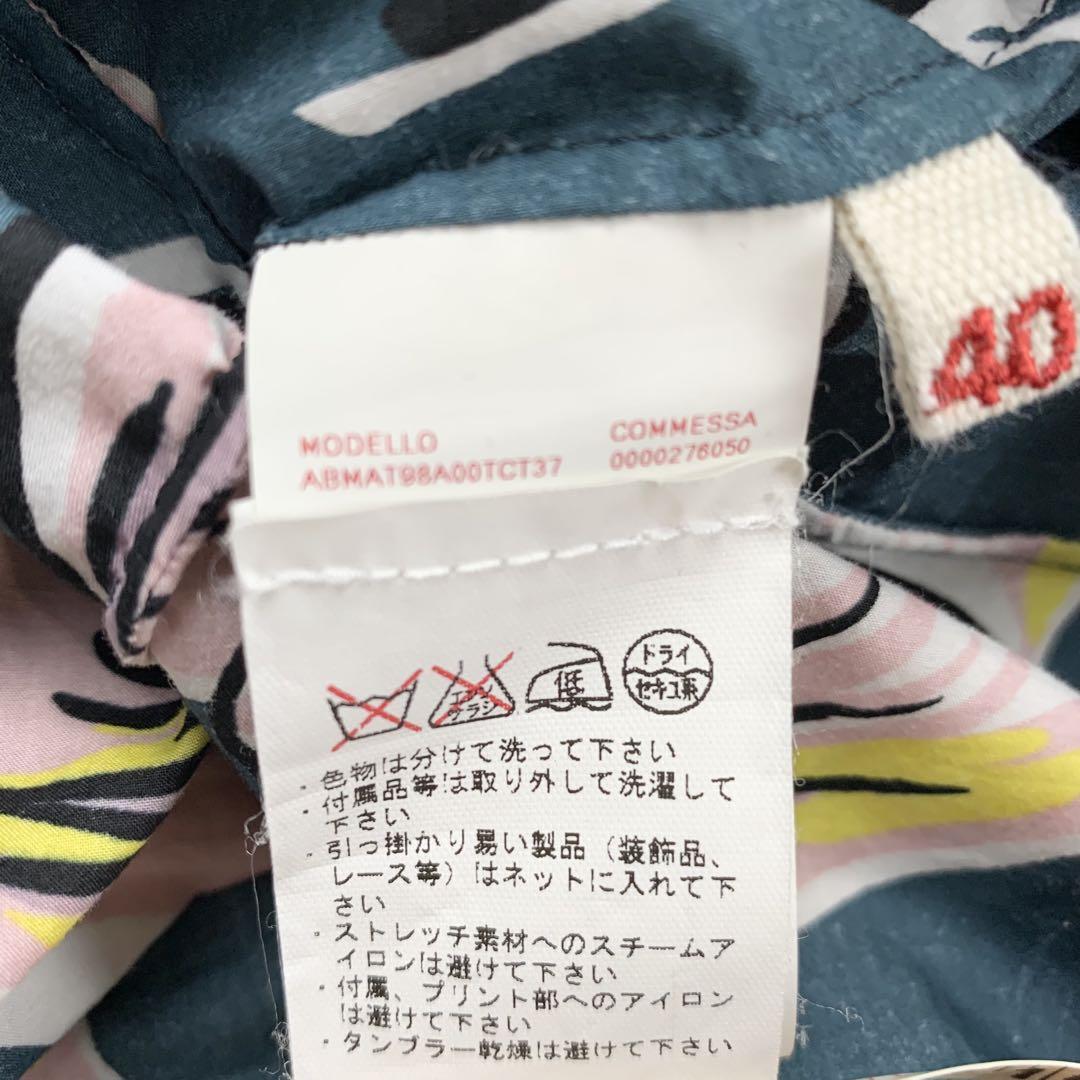 40
MODELLO COMMESSA
ABMAT98A00TCT37 0000276050
エンソ
サラシ
低
ドライ
セキユ系
・色物は分けて洗って下さい
・付属品等は取り外して洗濯して
下さい
・引っ掛かり易い製品(装飾品、
レース等)はネットに入れて下
さい
・ストレッチ素材へのスチームア
イロンは避けて下さい
・付属、プリント部へのアイロン
は避けて下さい
・タンブラー乾燥は避けて下さい